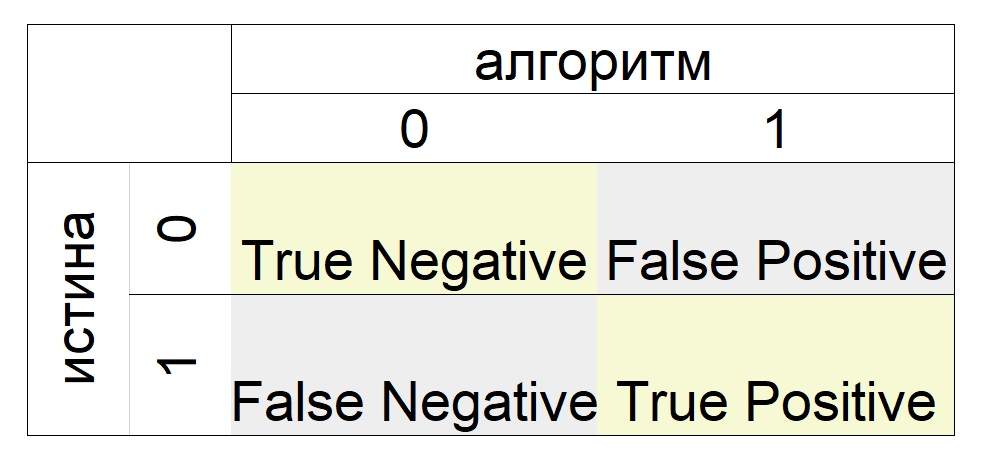 алгоритм
0 1
истина
0
True Negative False Positive
1
False Negative True Positive